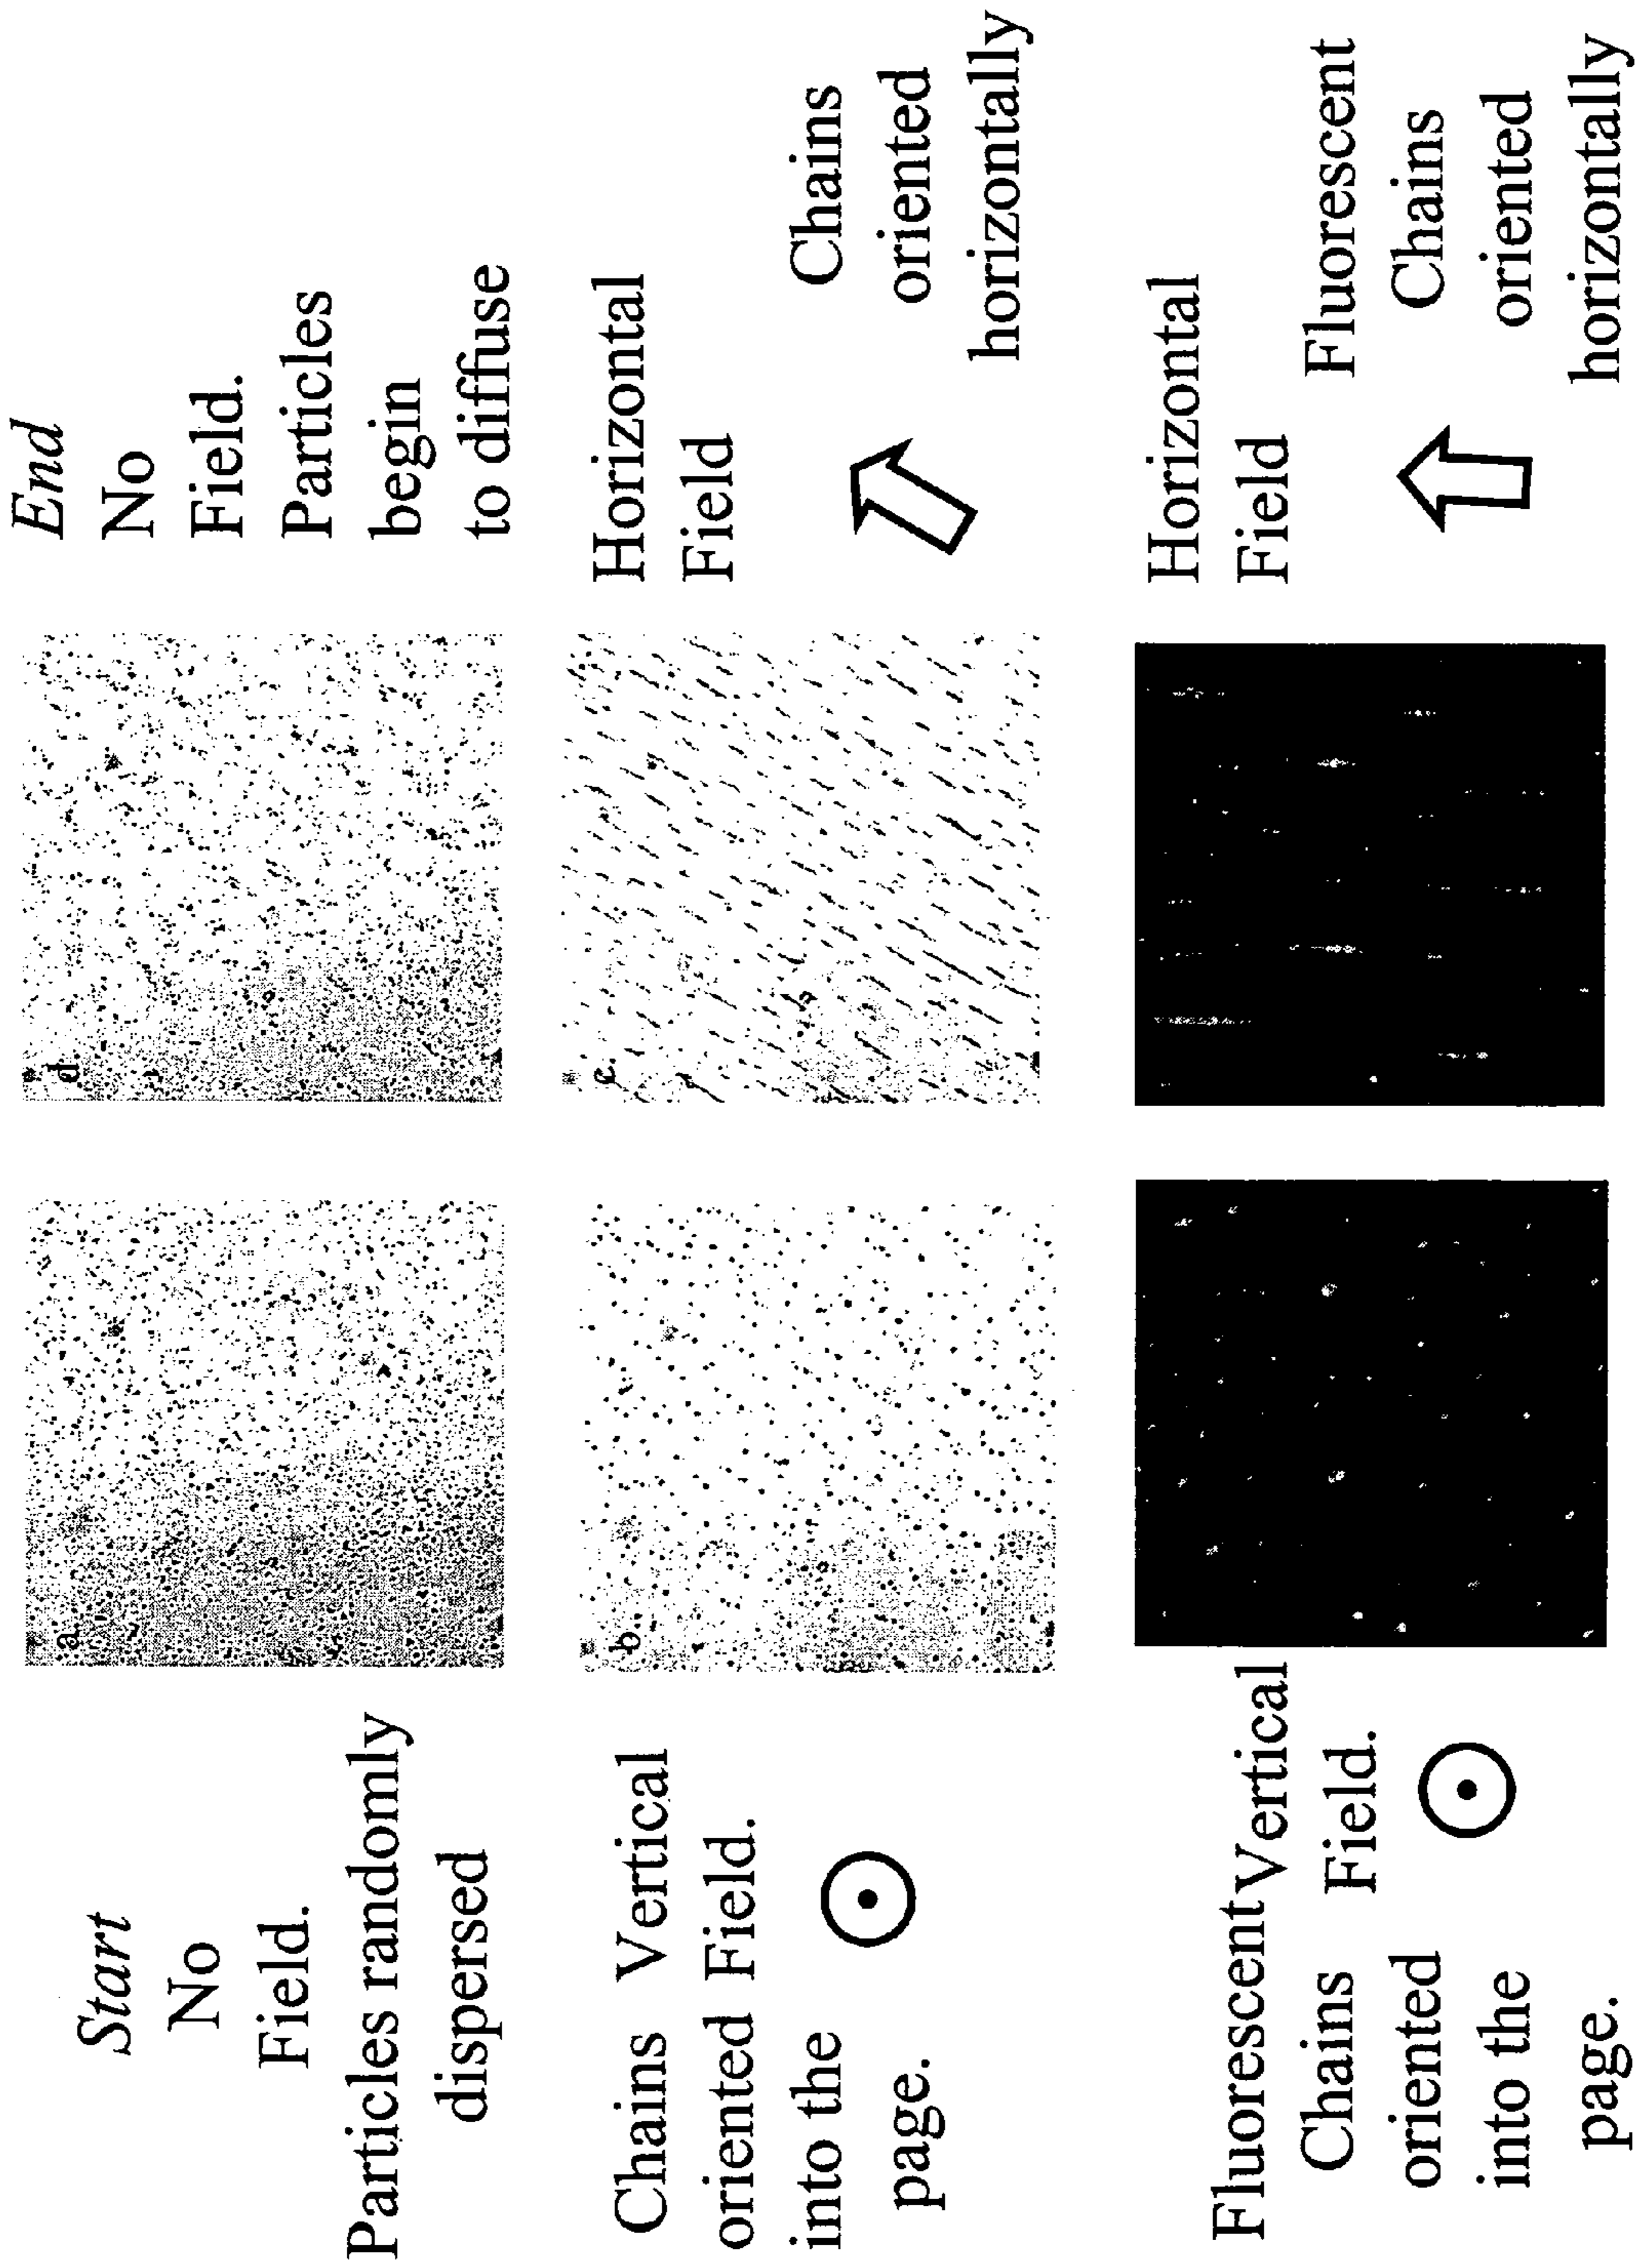 Start
No
Field.
Particles randomly
dispersed
a.
d
End
No
Field.
Particles
begin
to diffuse
Chains Vertical
oriented Field.
into the
page.
b.
c.
Horizontal
Field
Chains
oriented
horizontally
Fluorescent Vertical
Chains Field.
oriented
into the
page.
Horizontal
Field
Fluorescent
Chains
oriented
horizontally